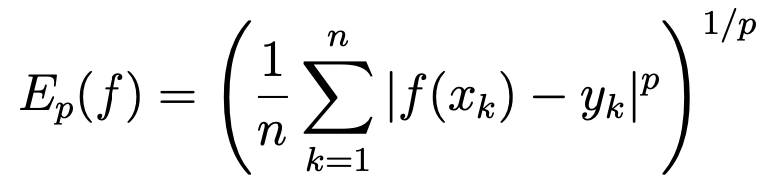 E_p(f) = \left( \frac{1}{n} \sum_{k=1}^{n} |f(x_k) - y_k|^p \right)^{1/p}